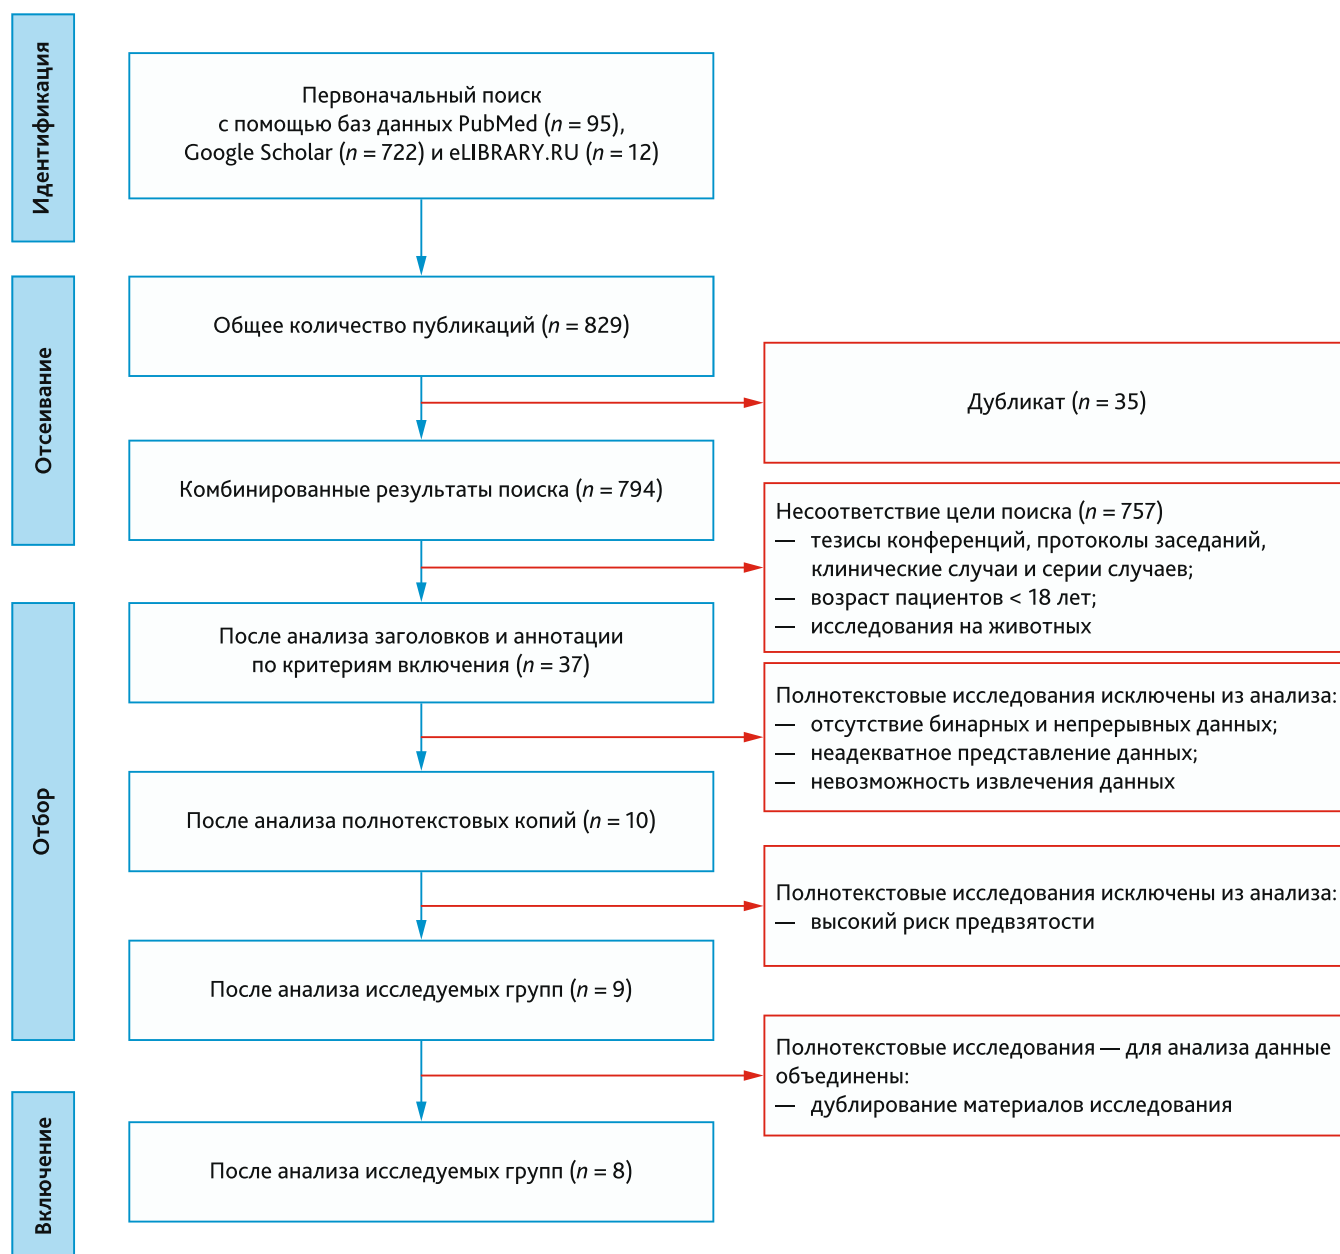 Идентификация
Первоначальный поиск
с помощью баз данных PubMed (n = 95),
Google Scholar (n = 722) и eLIBRARY.RU (n = 12)
Отсеивание
Общее количество публикаций (n = 829)
Дубликат (n = 35)
Комбинированные результаты поиска (n = 794)
Несоответствие цели поиска (n = 757)
— тезисы конференций, протоколы заседаний,
клинические случаи и серии случаев;
— возраст пациентов < 18 лет;
— исследования на животных
Отбор
После анализа заголовков и аннотации
по критериям включения (n = 37)
Полнотекстовые исследования исключены из анализа:
— отсутствие бинарных и непрерывных данных;
— неадекватное представление данных;
— невозможность извлечения данных
После анализа полнотекстовых копий (n = 10)
Полнотекстовые исследования исключены из анализа:
— высокий риск предвзятости
После анализа исследуемых групп (n = 9)
Полнотекстовые исследования — для анализа данные
объединены:
— дублирование материалов исследования
Включение
После анализа исследуемых групп (n = 8)